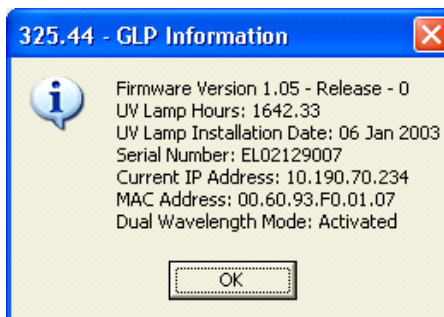 325.44 - GLP Information
Firmware Version 1.05 - Release - 0
UV Lamp Hours: 1642.33
UV Lamp Installation Date: 06 Jan 2003
Serial Number: EL02129007
Current IP Address: 10.190.70.234
MAC Address: 00.60.93.F0.01.07
Dual Wavelength Mode: Activated
OK